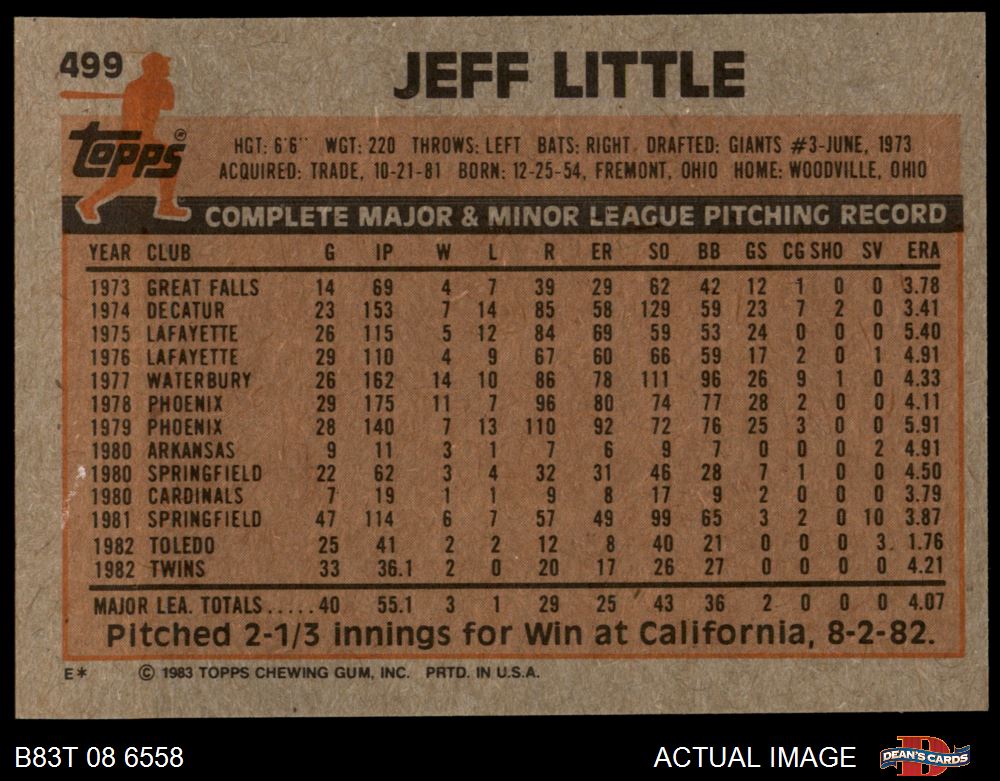 499
JEFF LITTLE
Topps®
HGT: 6'6" WGT: 220 THROWS: LEFT BATS: RIGHT DRAFTED: GIANTS #3-JUNE, 1973
ACQUIRED: TRADE, 10-21-81 BORN: 12-25-54, FREMONT, OHIO HOME: WOODVILLE, OHIO
COMPLETE MAJOR & MINOR LEAGUE PITCHING RECORD
YEAR CLUB G IP W L R ER SO BB GS CG SHO SV ERA
1973 GREAT FALLS 14 69 4 7 39 29 62 42 12 1 0 0 3.78
1974 DECATUR 23 153 7 14 85 58 129 59 23 7 2 0 3.41
1975 LAFAYETTE 26 115 5 12 84 69 59 53 24 0 0 0 5.40
1976 LAFAYETTE 29 110 4 9 67 60 66 59 17 2 0 1 4.91
1977 WATERBURY 26 162 14 10 86 78 111 96 26 9 1 0 4.33
1978 PHOENIX 29 175 11 7 96 80 74 77 28 2 0 0 4.11
1979 PHOENIX 28 140 7 13 110 92 72 76 25 3 0 0 5.91
1980 ARKANSAS 9 11 3 1 7 6 9 7 0 0 0 2 4.91
1980 SPRINGFIELD 22 62 3 4 32 31 46 28 7 1 0 0 4.50
1980 CARDINALS 7 19 1 1 9 8 17 9 2 0 0 0 3.79
1981 SPRINGFIELD 47 114 6 7 57 49 99 65 3 2 0 10 3.87
1982 TOLEDO 25 41 2 2 12 8 40 21 0 0 0 3 1.76
1982 TWINS 33 36.1 2 0 20 17 26 27 0 0 0 0 4.21
MAJOR LEA. TOTALS.....40 55.1 3 1 29 25 43 36 2 0 0 0 4.07
Pitched 2-1/3 innings for Win at California, 8-2-82.
E* © 1983 TOPPS CHEWING GUM, INC. PRTD. IN U.S.A.
B83T 08 6558 ACTUAL IMAGE DEAN'S CARDS